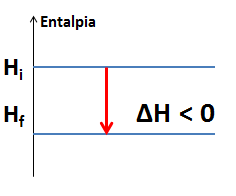 Entalpia
Hi
Hf
ΔH < 0